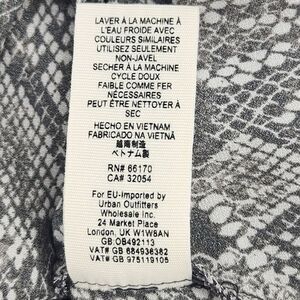 LAVER À LA MACHINE À
L'EAU FROIDE AVEC
COULEURS SIMILAIRES
UTILISEZ SEULEMENT
NON-JAVEL
SECHER A LA MACHINE
CYCLE DOUX
FAIBLE COMME FER
NÉCESSAIRES
PEUT ÊTRE NETTOYER À
SEC
HECHO EN VIETNAM
FABRICADO NA VIETNÃ
越南制造
ベトナム製
RN# 66170
CA# 32054
For EU-Imported by
Urban Outfitters
Wholesale Inc.
24 Market Place
London, UK W1W8AN
GB OB492113
VAT# GB 684936382
VAT# GB 975119105